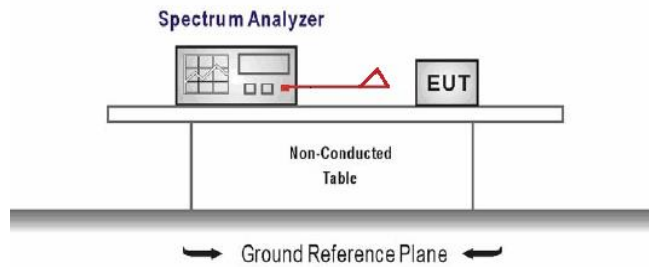 Spectrum Analyzer
EUT
Non-Conducted
Table
Ground Reference Plane